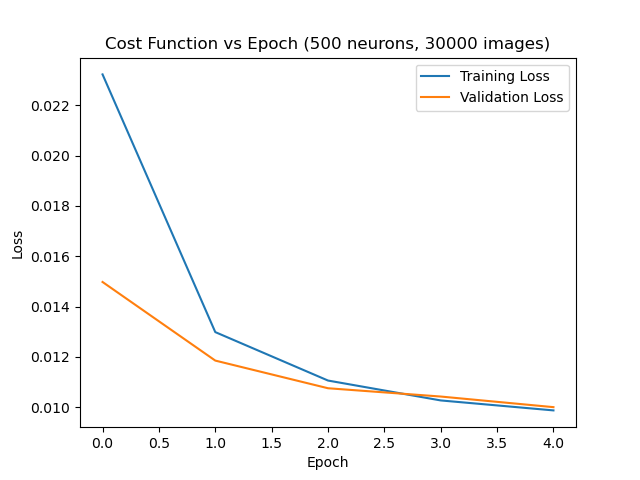 Cost Function vs Epoch (500 neurons, 30000 images)
Training Loss
Validation Loss
0.022
0.020
0.018
0.016
0.014
0.012
0.010
Loss
0.0 0.5 1.0 1.5 2.0 2.5 3.0 3.5 4.0
Epoch